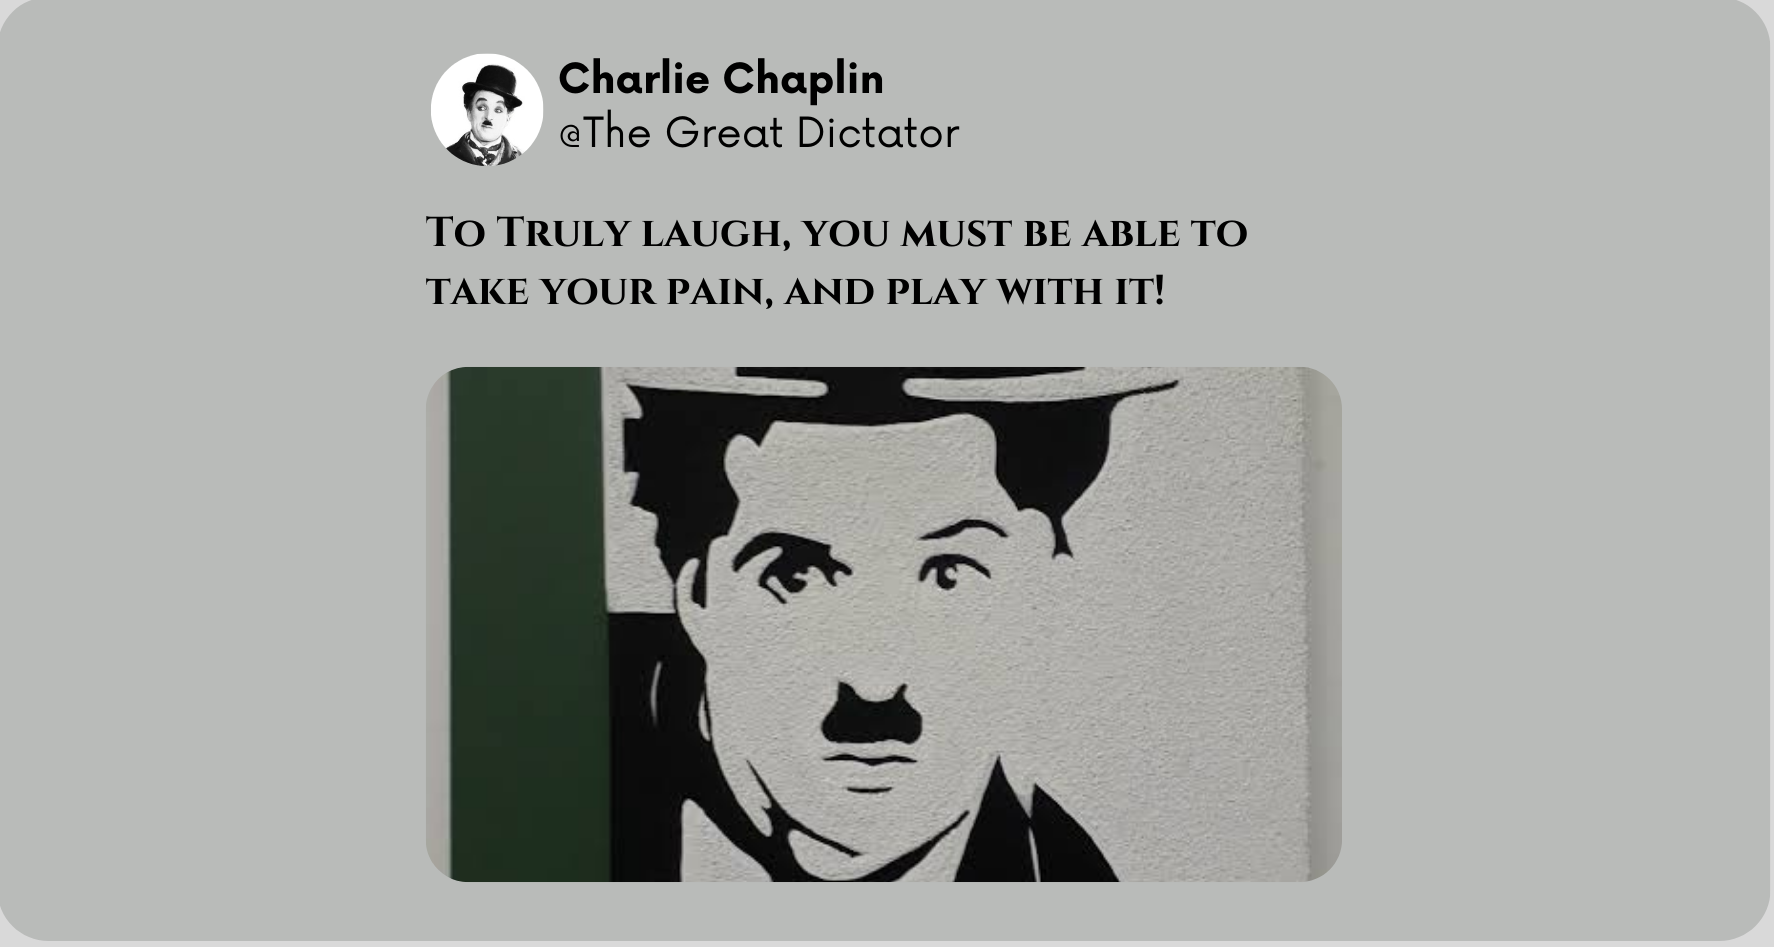 Charlie Chaplin
@The Great Dictator
To Truly laugh, you must be able to
take your pain, and play with it!